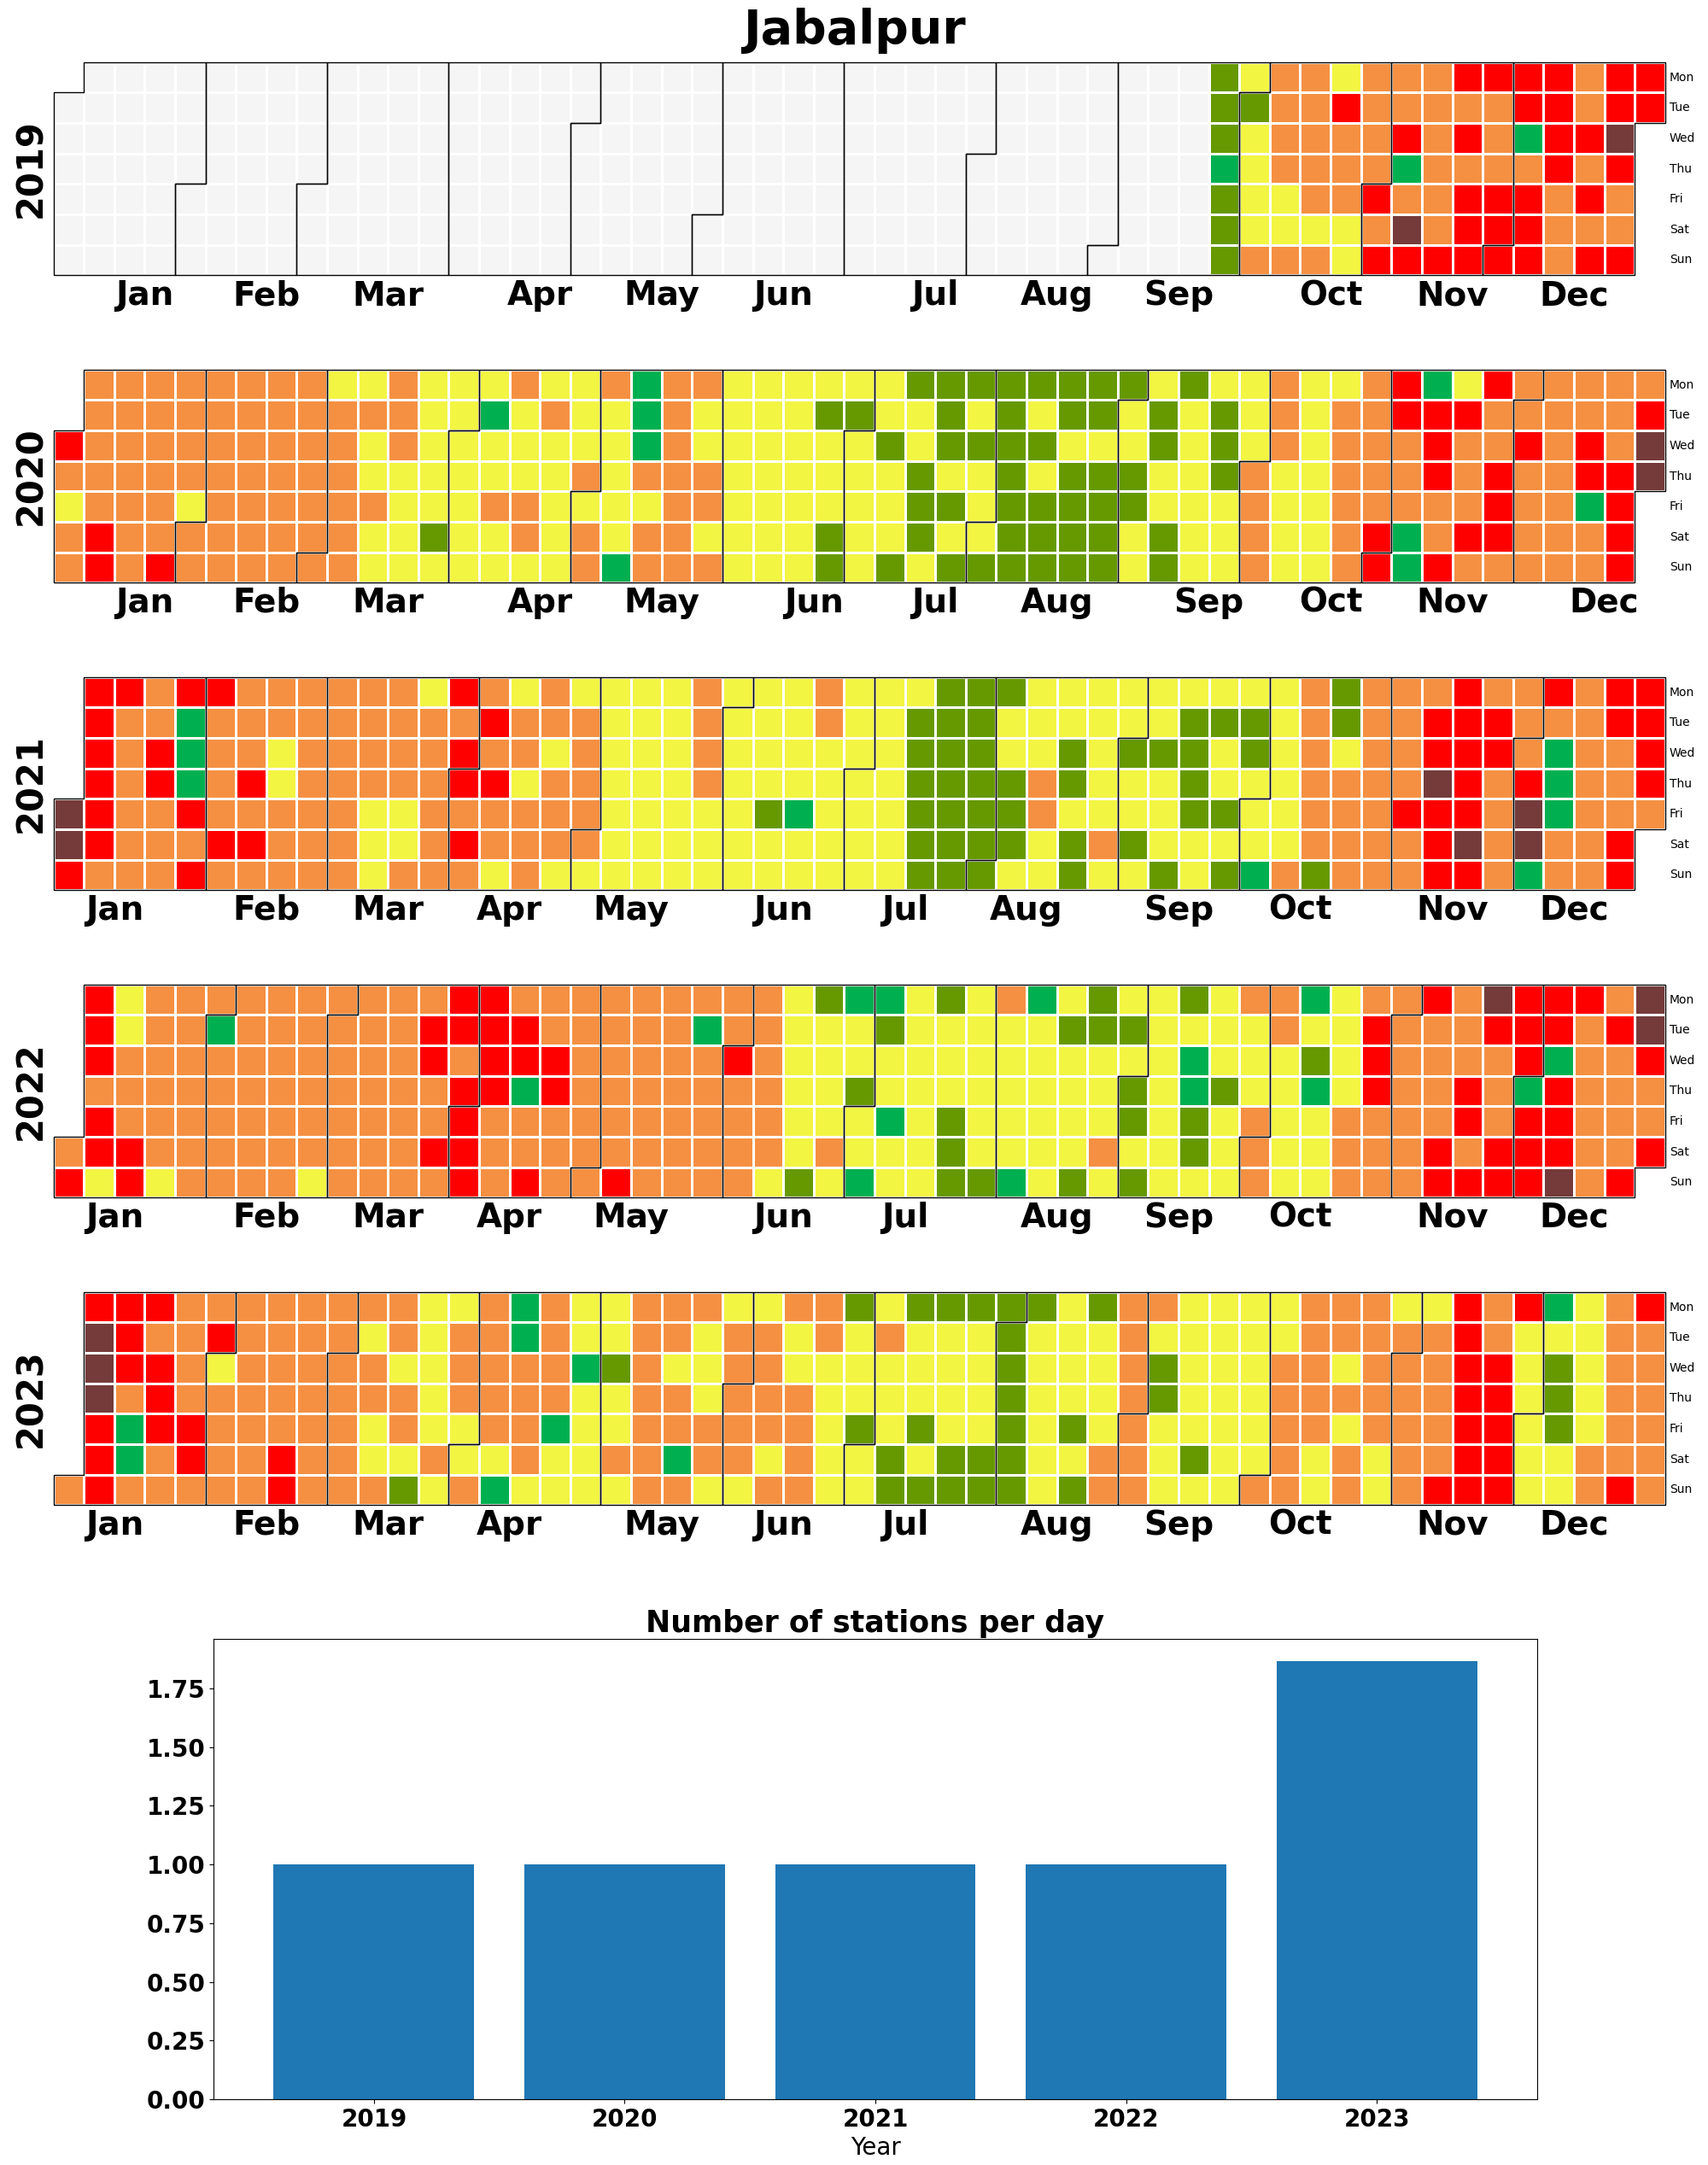 Jabalpur
2019
Mon
Tue
Wed
Thu
Fri
Sat
Sun
Jan Feb Mar Apr May Jun Jul Aug Sep Oct Nov Dec
2020
Mon
Tue
Wed
Thu
Fri
Sat
Sun
Jan Feb Mar Apr May Jun Jul Aug Sep Oct Nov Dec
2021
Mon
Tue
Wed
Thu
Fri
Sat
Sun
Jan Feb Mar Apr May Jun Jul Aug Sep Oct Nov Dec
2022
Mon
Tue
Wed
Thu
Fri
Sat
Sun
Jan Feb Mar Apr May Jun Jul Aug Sep Oct Nov Dec
2023
Mon
Tue
Wed
Thu
Fri
Sat
Sun
Jan Feb Mar Apr May Jun Jul Aug Sep Oct Nov Dec
Number of stations per day
1.75
1.50
1.25
1.00
0.75
0.50
0.25
0.00
2019 2020 2021 2022 2023
Year